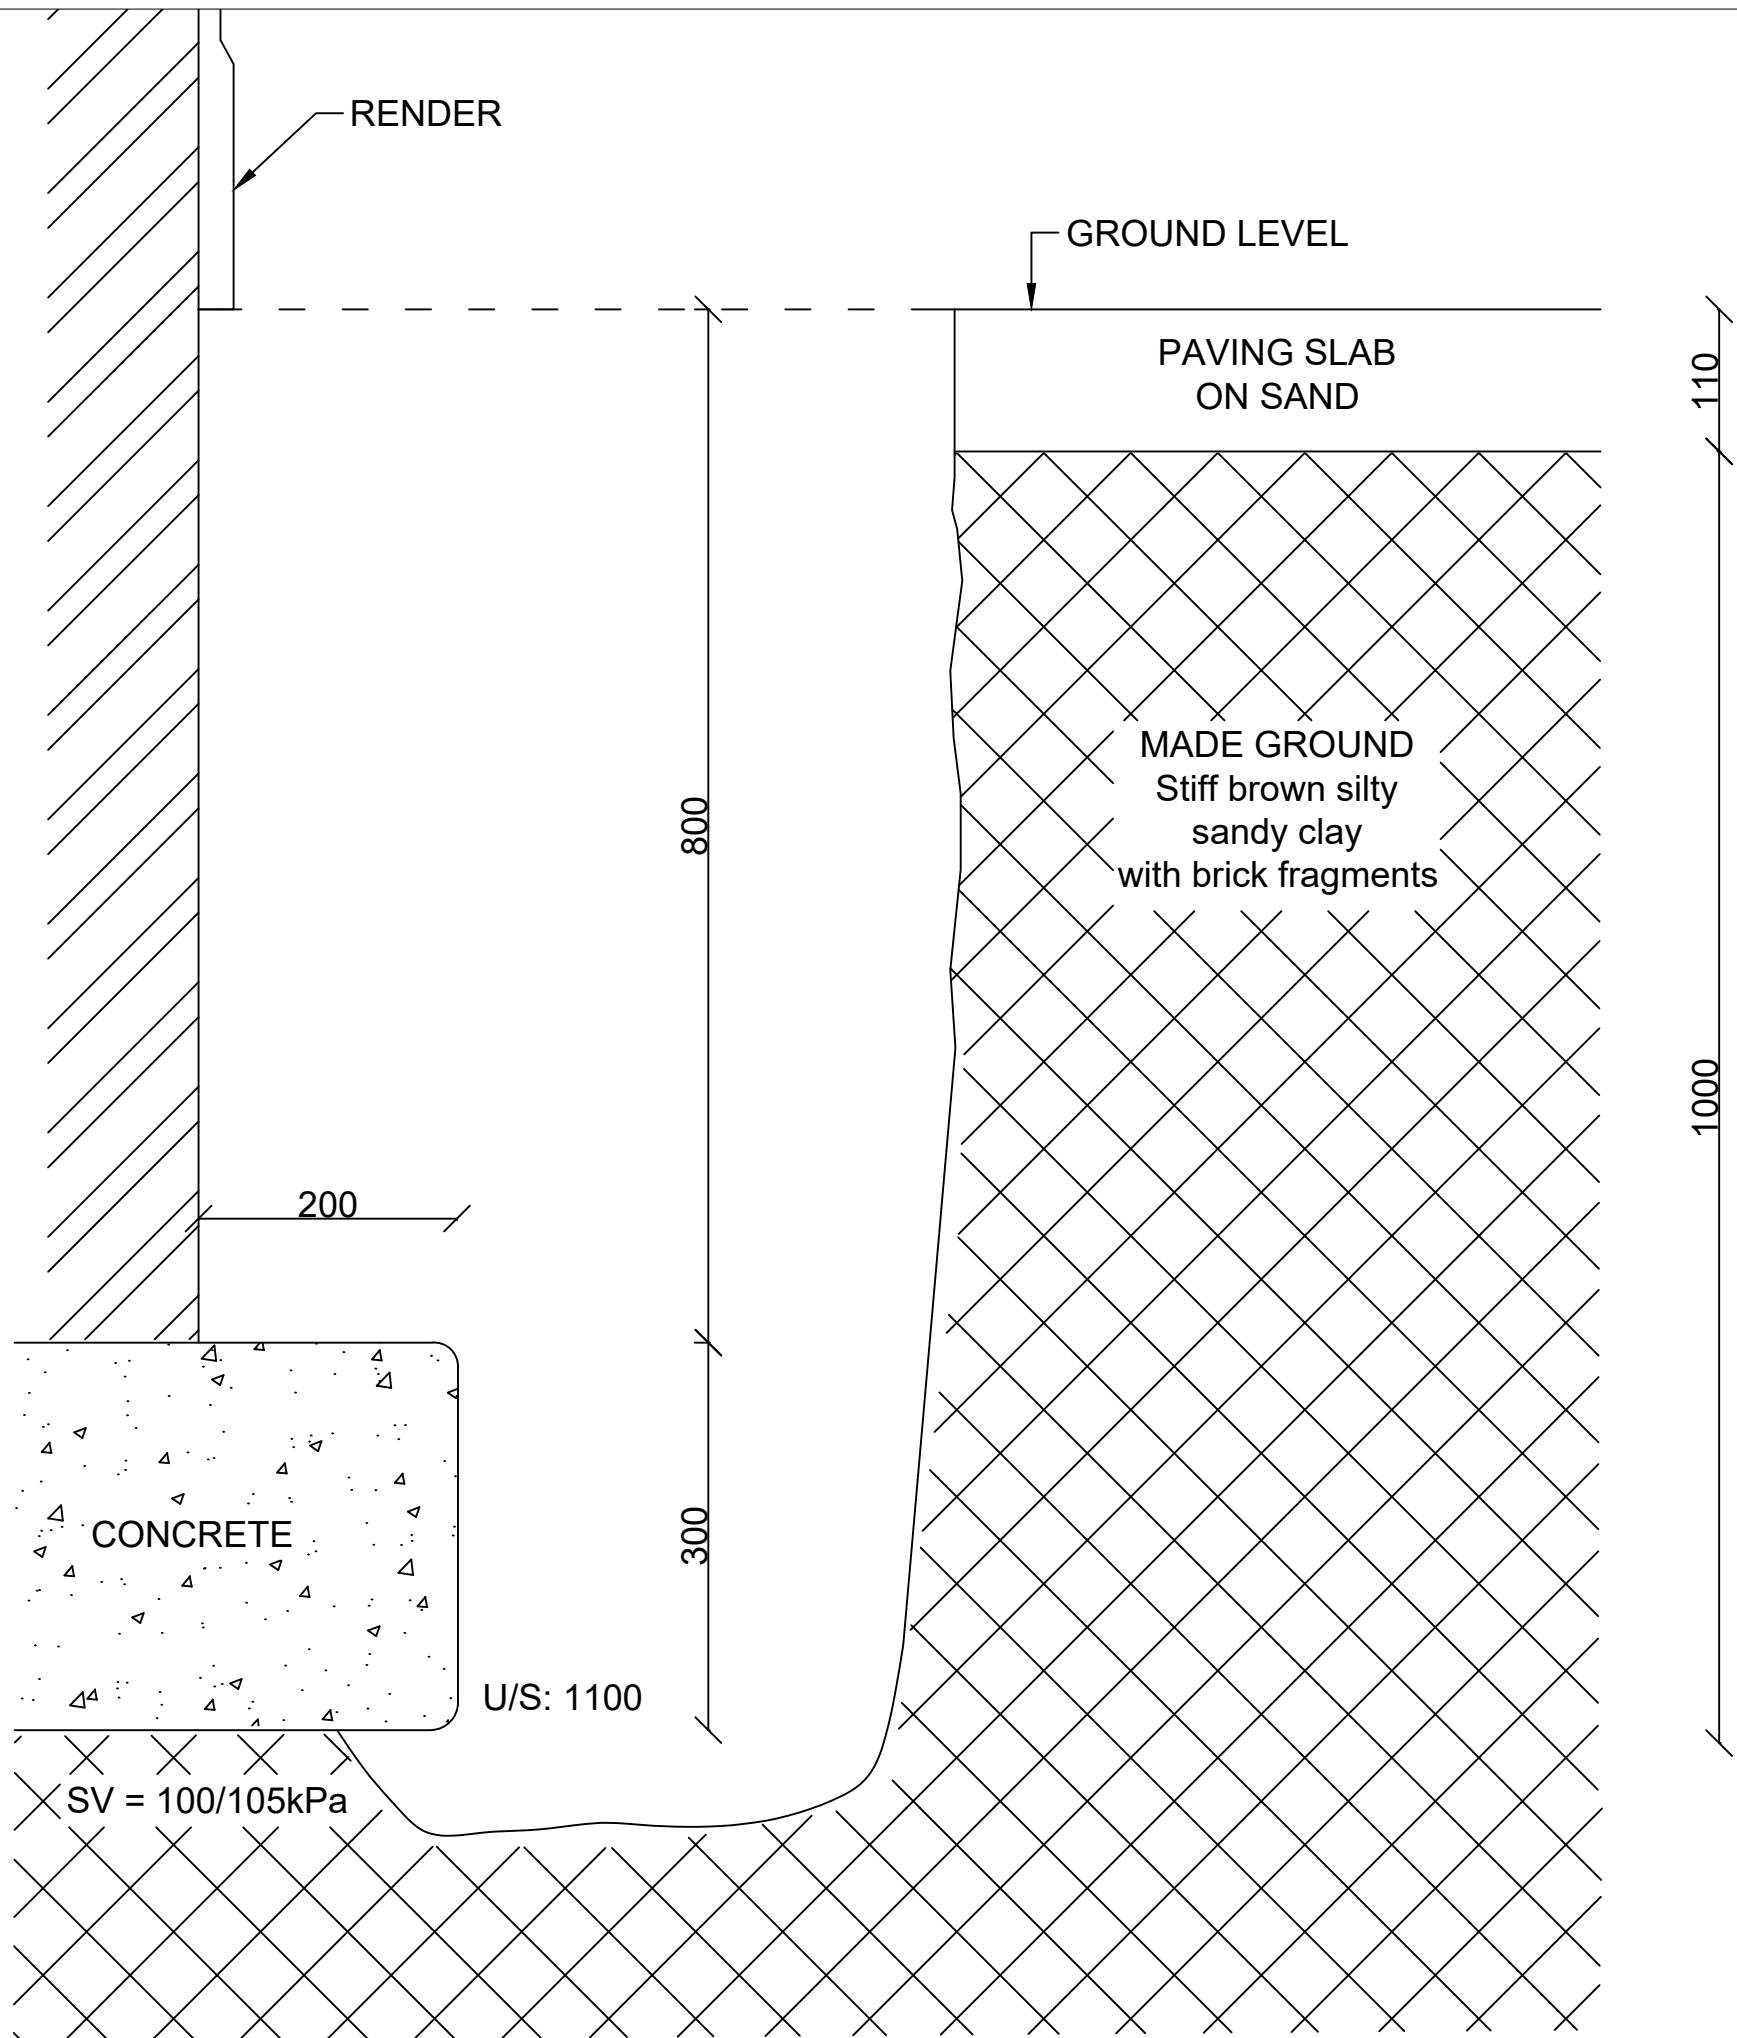 RENDER
GROUND LEVEL
PAVING SLAB
ON SAND
110
MADE GROUND
Stiff brown silty
sandy clay
with brick fragments
800
1000
200
300
CONCRETE
U/S: 1100
SV = 100/105kPa